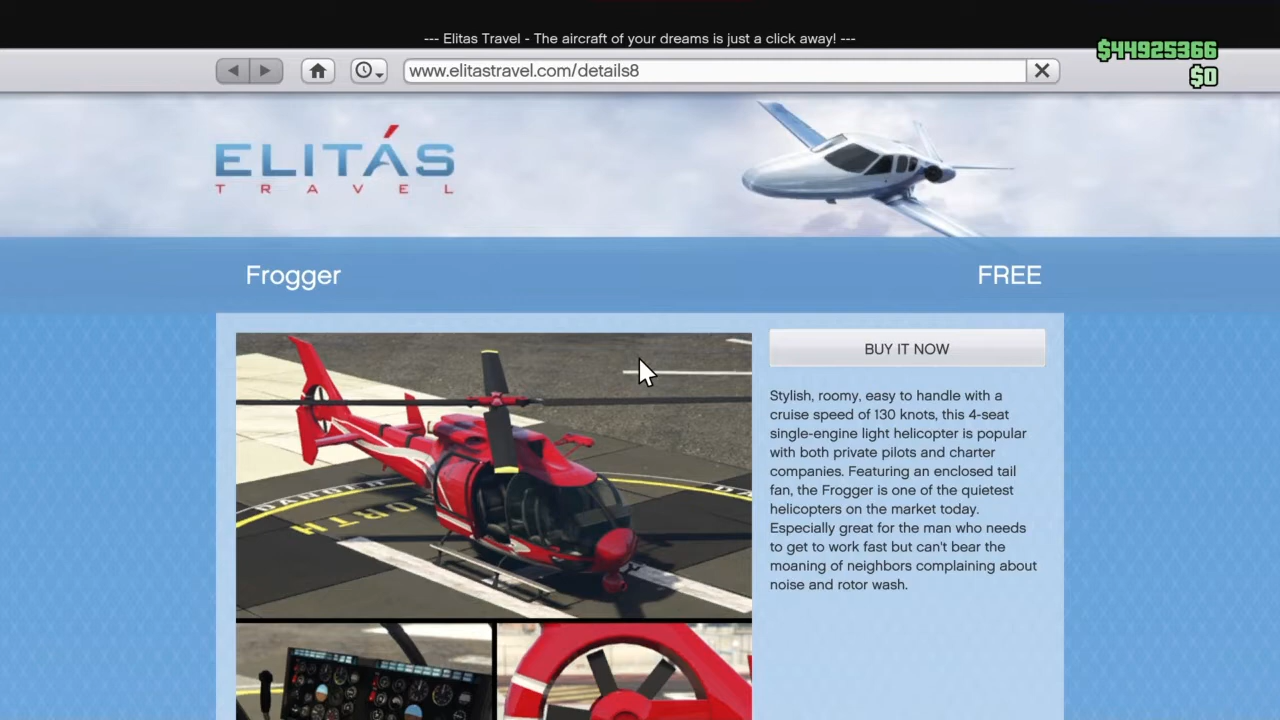 --- Elitas Travel - The aircraft of your dreams is just a click away! ---
$44925366
$0
www.elitastravel.com/details8
ELITÁS
TRAVEL
Frogger
FREE
BUY IT NOW
Stylish, roomy, easy to handle with a
cruise speed of 130 knots, this 4-seat
single-engine light helicopter is popular
with both private pilots and charter
companies. Featuring an enclosed tail
fan, the Frogger is one of the quietest
helicopters on the market today.
Especially great for the man who needs
to get to work fast but can't bear the
moaning of neighbors complaining about
noise and rotor wash.
DANGER
NORTH